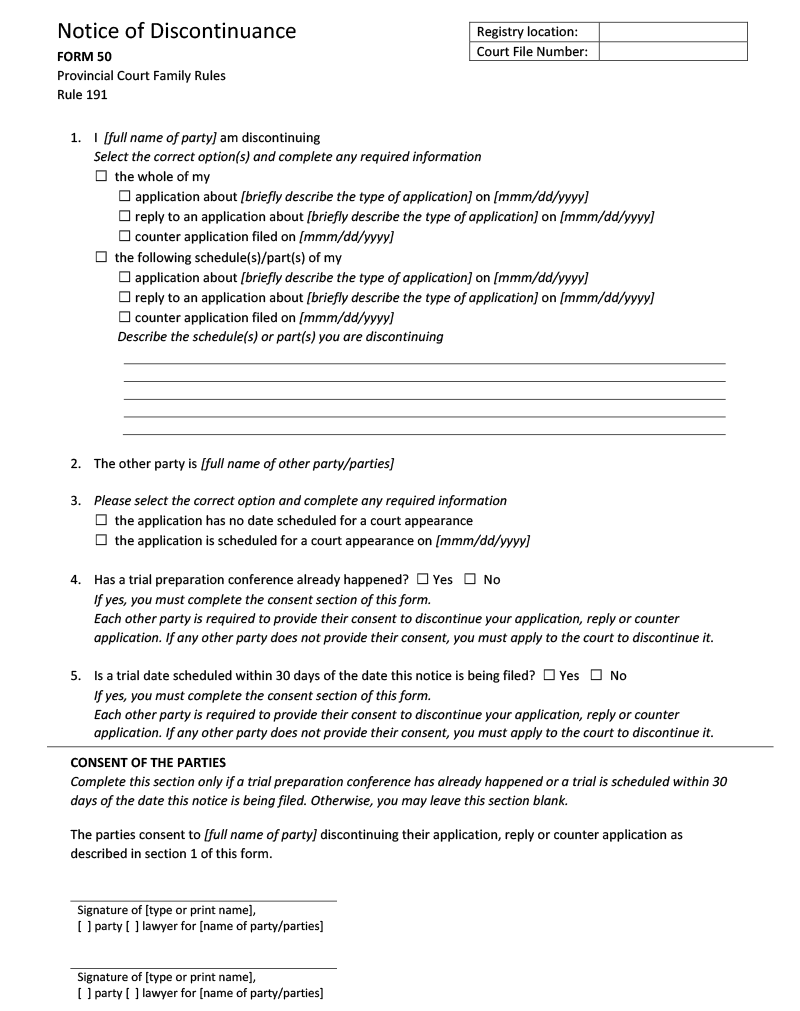 Notice of Discontinuance
FORM 50
Provincial Court Family Rules
Rule 191
Registry location:
Court File Number:
1. I [full name of party] am discontinuing
Select the correct option(s) and complete any required information
☐ the whole of my
☐ application about [briefly describe the type of application] on [mmm/dd/yyyy]
☐ reply to an application about [briefly describe the type of application] on [mmm/dd/yyyy]
☐ counter application filed on [mmm/dd/yyyy]
☐ the following schedule(s)/part(s) of my
☐ application about [briefly describe the type of application] on [mmm/dd/yyyy]
☐ reply to an application about [briefly describe the type of application] on [mmm/dd/yyyy]
☐ counter application filed on [mmm/dd/yyyy]
Describe the schedule(s) or part(s) you are discontinuing
2. The other party is [full name of other party/parties]
3. Please select the correct option and complete any required information
☐ the application has no date scheduled for a court appearance
☐ the application is scheduled for a court appearance on [mmm/dd/yyyy]
4. Has a trial preparation conference already happened? ☐ Yes ☐ No
If yes, you must complete the consent section of this form.
Each other party is required to provide their consent to discontinue your application, reply or counter
application. If any other party does not provide their consent, you must apply to the court to discontinue it.
5. Is a trial date scheduled within 30 days of the date this notice is being filed? ☐ Yes ☐ No
If yes, you must complete the consent section of this form.
Each other party is required to provide their consent to discontinue your application, reply or counter
application. If any other party does not provide their consent, you must apply to the court to discontinue it.
CONSENT OF THE PARTIES
Complete this section only if a trial preparation conference has already happened or a trial is scheduled within 30
days of the date this notice is being filed. Otherwise, you may leave this section blank.
The parties consent to [full name of party] discontinuing their application, reply or counter application as
described in section 1 of this form.
Signature of [type or print name],
[ ] party [ ] lawyer for [name of party/parties]
Signature of [type or print name],
[ ] party [ ] lawyer for [name of party/parties]